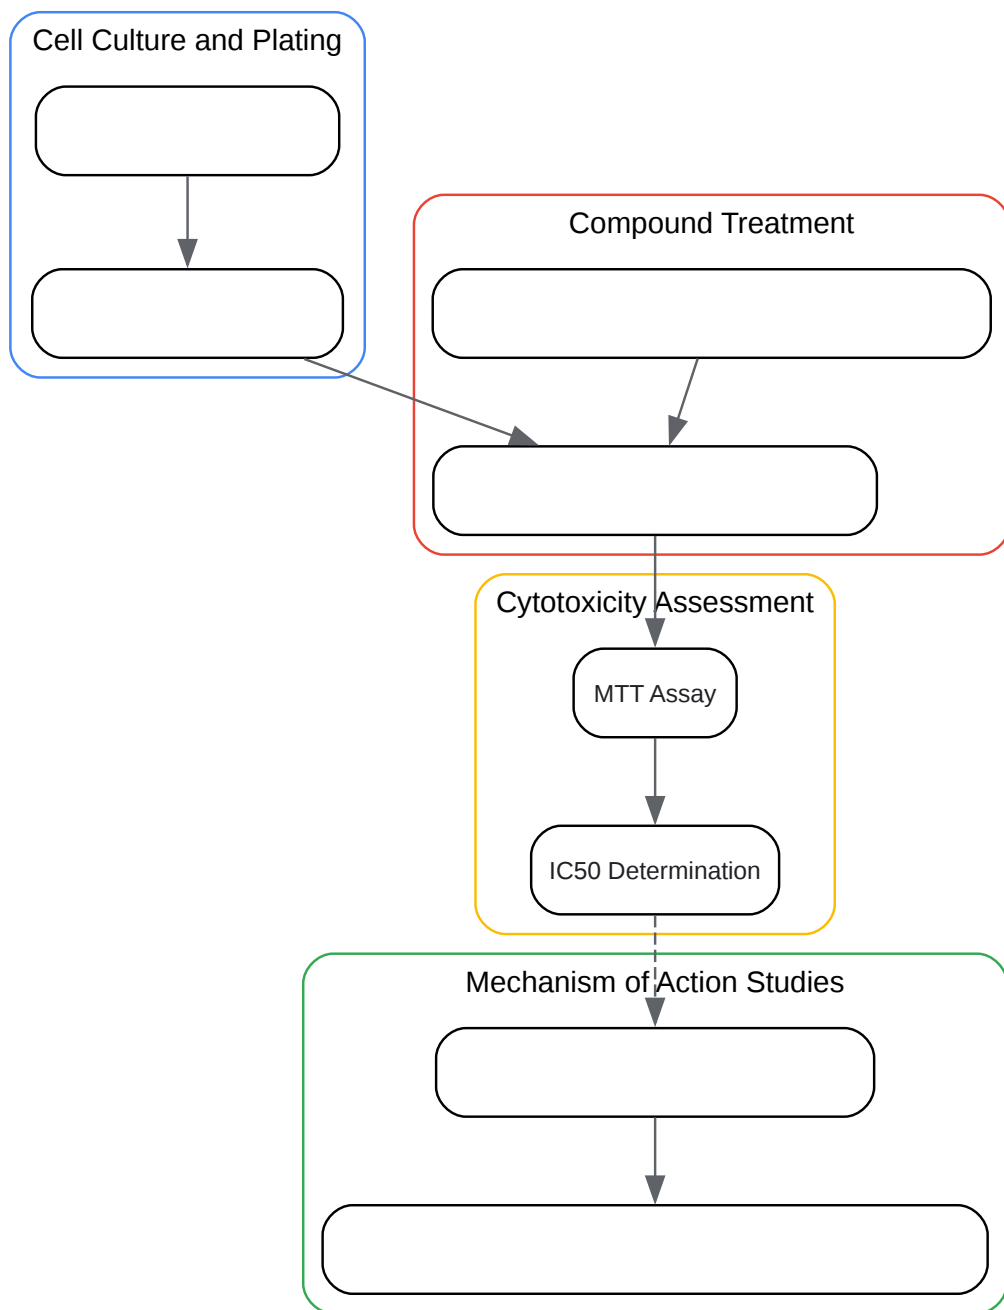 Cell Culture and Plating
Compound Treatment
Cytotoxicity Assessment
MTT Assay
IC50 Determination
Mechanism of Action Studies